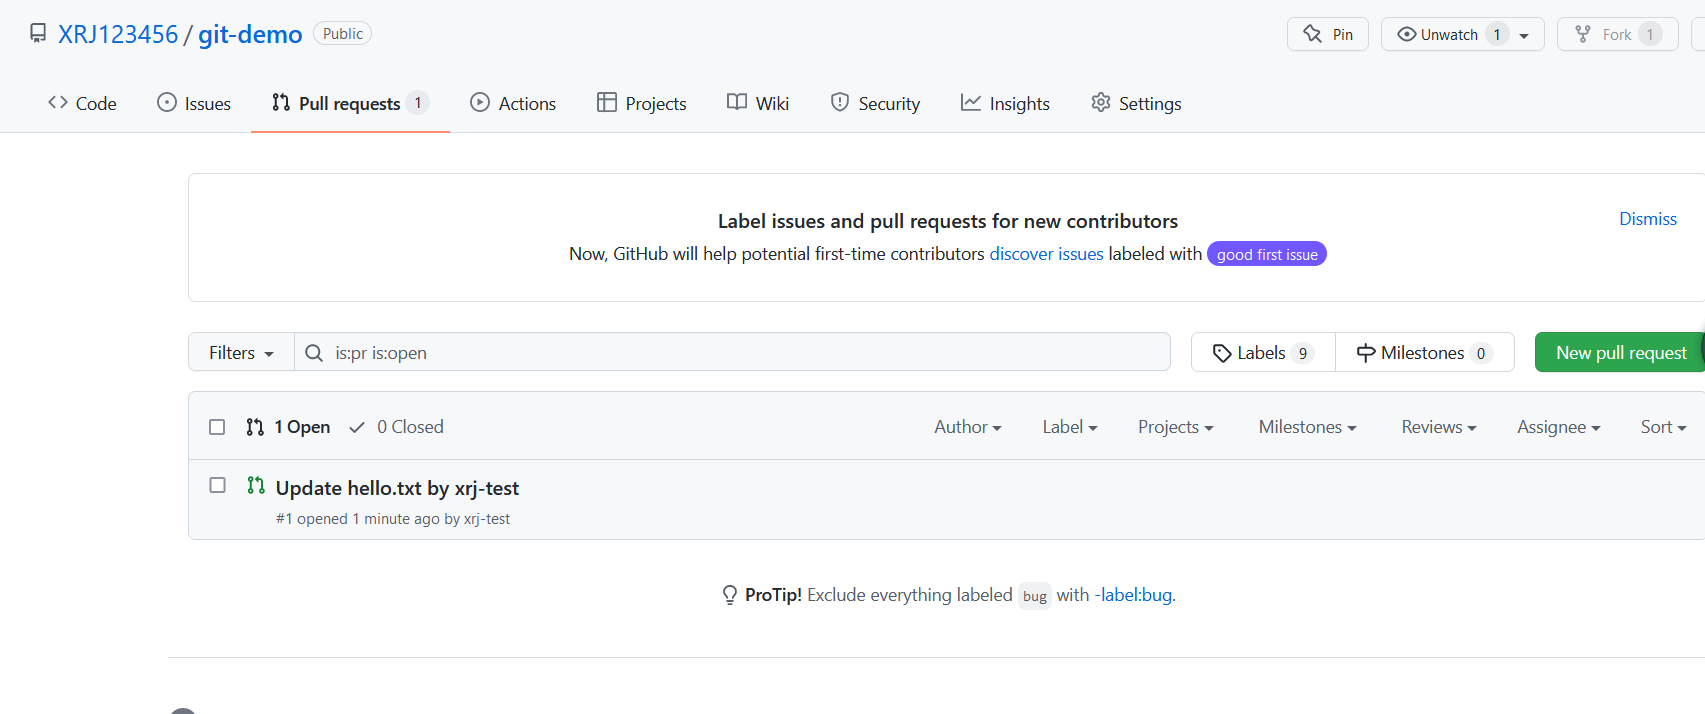 XRJ123456 / git-demo Public Pin Unwatch 1 Fork 1
Code Issues Pull requests 1 Actions Projects Wiki Security Insights Settings
Label issues and pull requests for new contributors
Dismiss
Now, GitHub will help potential first-time contributors discover issues labeled with good first issue
Filters is:pr is:open Labels 9 Milestones 0 New pull request
1 Open 0 Closed Author Label Projects Milestones Reviews Assignee Sort
Update hello.txt by xrj-test
#1 opened 1 minute ago by xrj-test
ProTip! Exclude everything labeled bug with -label:bug.